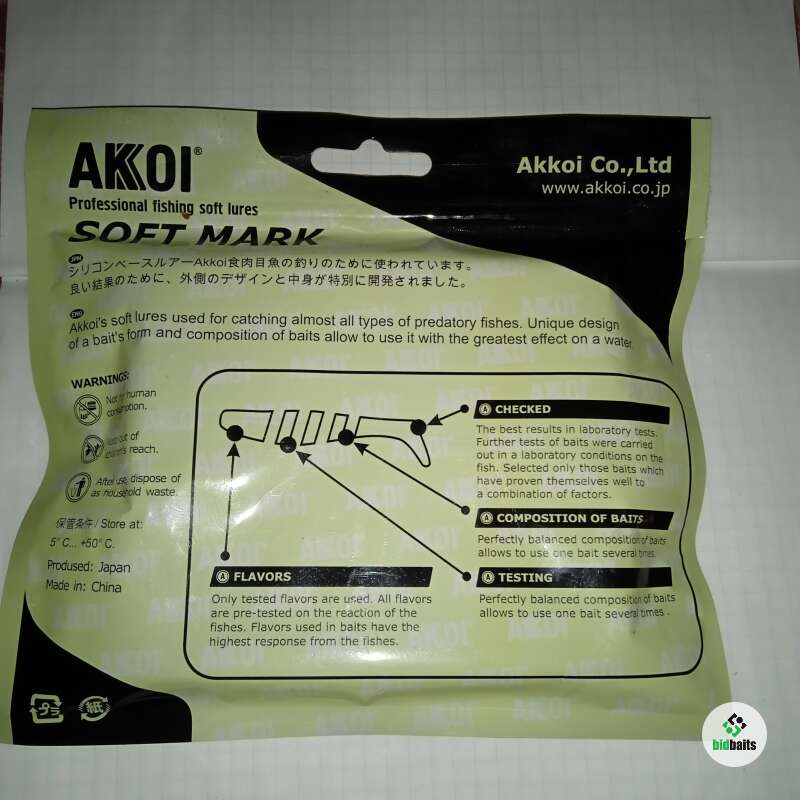 AKKOI®
Professional fishing soft lures
SOFT MARK
Akkoi Co.,Ltd
www.akkoi.co.jp
JPN
シリコンベースルアーAkkoi食肉目魚の釣りのために使われています。
良い結果のために、外側のデザインと中身が特別に開発されました。
ENG
Akkoi's soft lures used for catching almost all types of predatory fishes. Unique design
of a bait's form and composition of baits allow to use it with the greatest effect on a water.
WARNINGS:
Not for human
consumption.
Keep out of
reach.
After use, dispose of
as household waste.
保管条件 / Store at:
5° C... +50° C.
Prodused: Japan
Made in: China
CHECKED
The best results in laboratory tests.
Further tests of baits were carried
out in a laboratory conditions on the
fish. Selected only those baits which
have proven themselves well to
a combination of factors.
COMPOSITION OF BAITS
Perfectly balanced composition of baits
allows to use one bait several times.
TESTING
Perfectly balanced composition of baits
allows to use one bait several times .
FLAVORS
Only tested flavors are used. All flavors
are pre-tested on the reaction of the
fishes. Flavors used in baits have the
highest response from the fishes.
プラ
紙
bidbaits